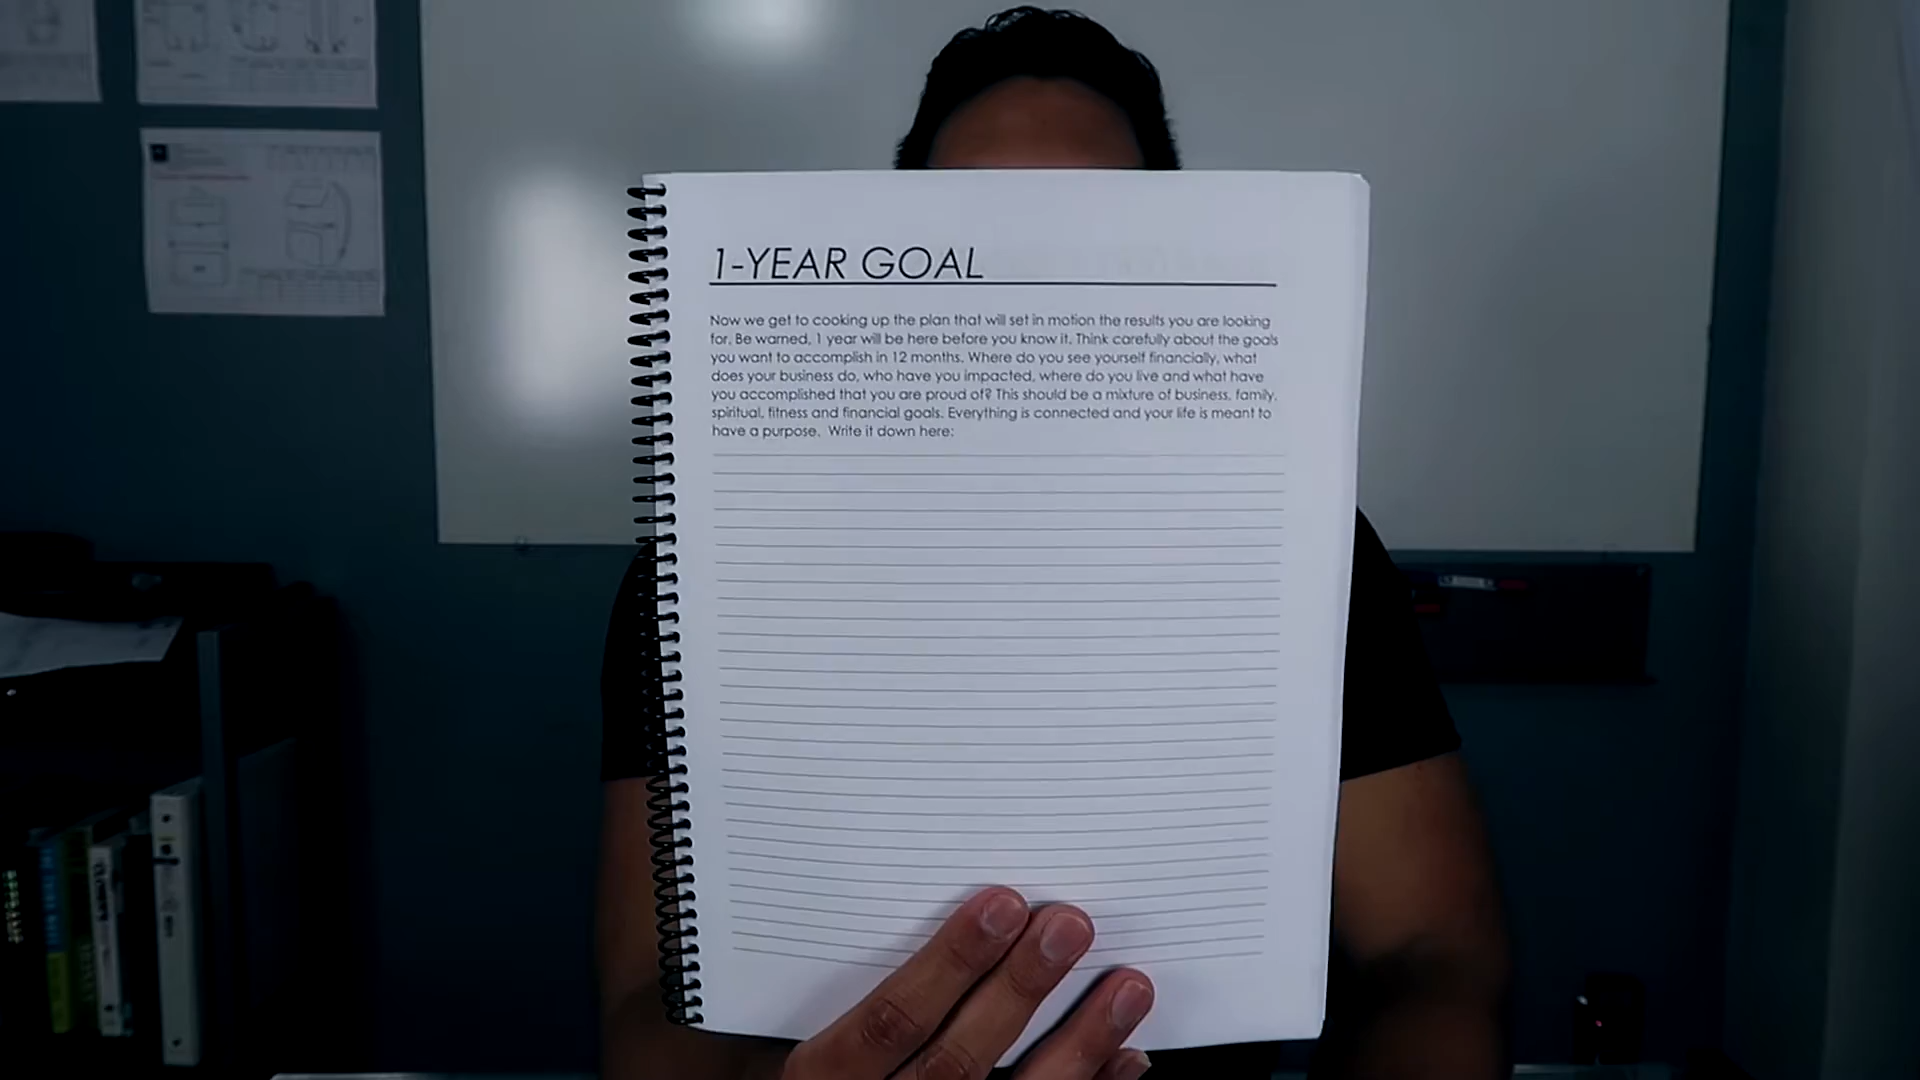 1-YEAR GOAL
Now we get to cooking up the plan that will set in motion the results you are looking
for. Be warned, 1 year will be here before you know it. Think carefully about the goals
you want to accomplish in 12 months. Where do you see yourself financially, what
does your business do, who have you impacted, where do you live and what have
you accomplished that you are proud of? This should be a mixture of business, family,
spiritual, fitness and financial goals. Everything is connected and your life is meant to
have a purpose.  Write it down here: